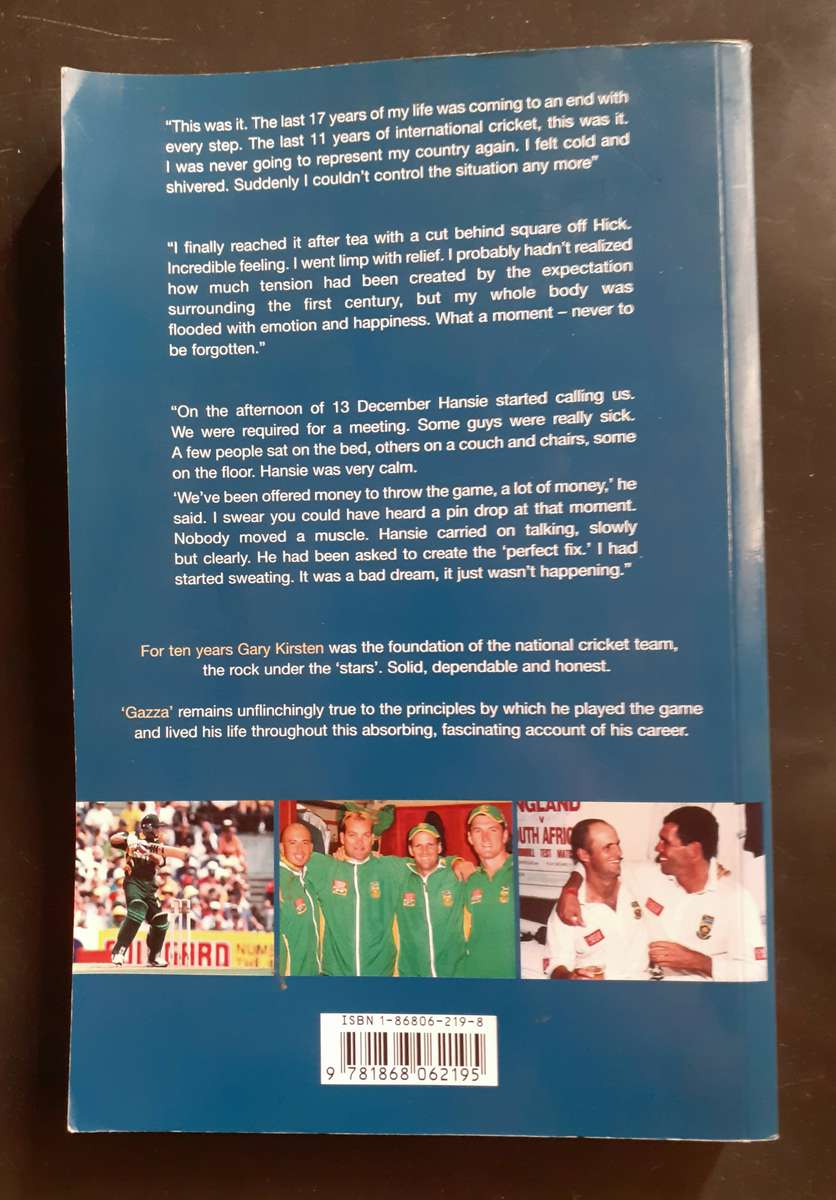 “This was it. The last 17 years of my life was coming to an end with
every step. The last 11 years of international cricket, this was it.
I was never going to represent my country again. I felt cold and
shivered. Suddenly I couldn’t control the situation any more”
“I finally reached it after tea with a cut behind square off Hick.
Incredible feeling. I went limp with relief. I probably hadn’t realized
how much tension had been created by the expectation
surrounding the first century, but my whole body was
flooded with emotion and happiness. What a moment – never to
be forgotten.”
“On the afternoon of 13 December Hansie started calling us.
We were required for a meeting. Some guys were really sick.
A few people sat on the bed, others on a couch and chairs, some
on the floor. Hansie was very calm.
‘We’ve been offered money to throw the game, a lot of money,’ he
said. I swear you could have heard a pin drop at that moment.
Nobody moved a muscle. Hansie carried on talking, slowly
but clearly. He had been asked to create the ‘perfect fix.’ I had
started sweating. It was a bad dream, it just wasn’t happening.”
For ten years Gary Kirsten was the foundation of the national cricket team,
the rock under the ‘stars’. Solid, dependable and honest.
‘Gazza’ remains unflinchingly true to the principles by which he played the game
and lived his life throughout this absorbing, fascinating account of his career.
NGLAND
V
OUTH AFRIC
TEST MAT
ISBN 1-86806-219-8
9 781868 062195